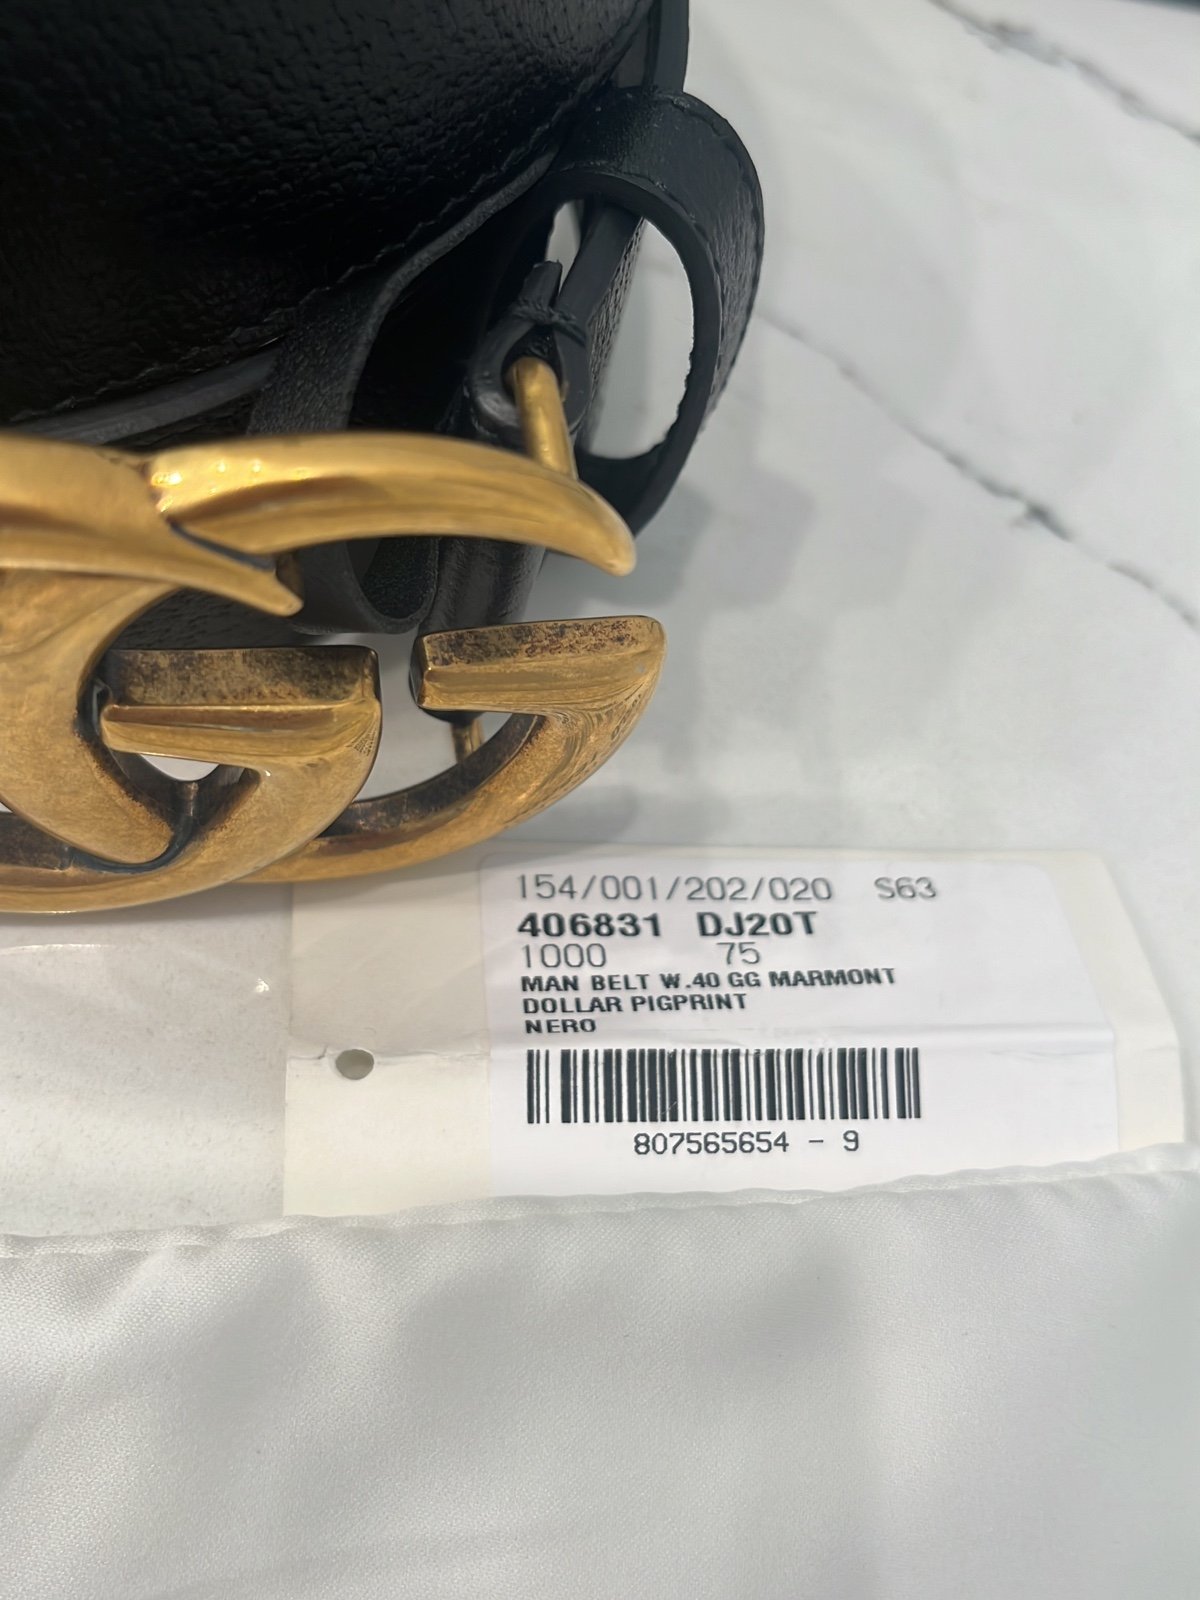 154/001/202/020 S63
406831 DJ20T
1000 75
MAN BELT W.40 GG MARMONT
DOLLAR PIGPRINT
NERO
807565654 - 9